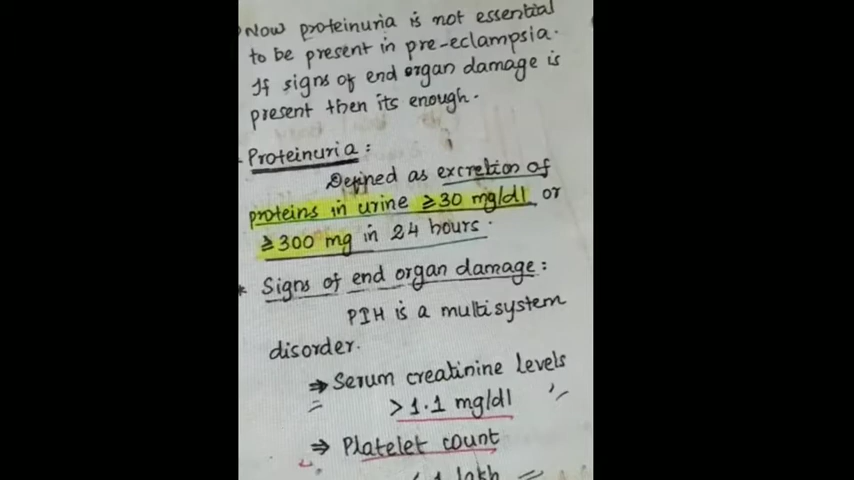 Now proteinuria is not essential
to be present in pre-eclampsia.
If signs of end organ damage is
present then its enough.
Proteinuria:
Defined as excretion of
proteins in urine ≥30 mg/dl or
≥300 mg in 24 hours.
* Signs of end organ damage:
PIH is a multisystem
disorder.
⇒ Serum creatinine levels
>1.1 mg/dl
⇒ Platelet count
< 1 lakh